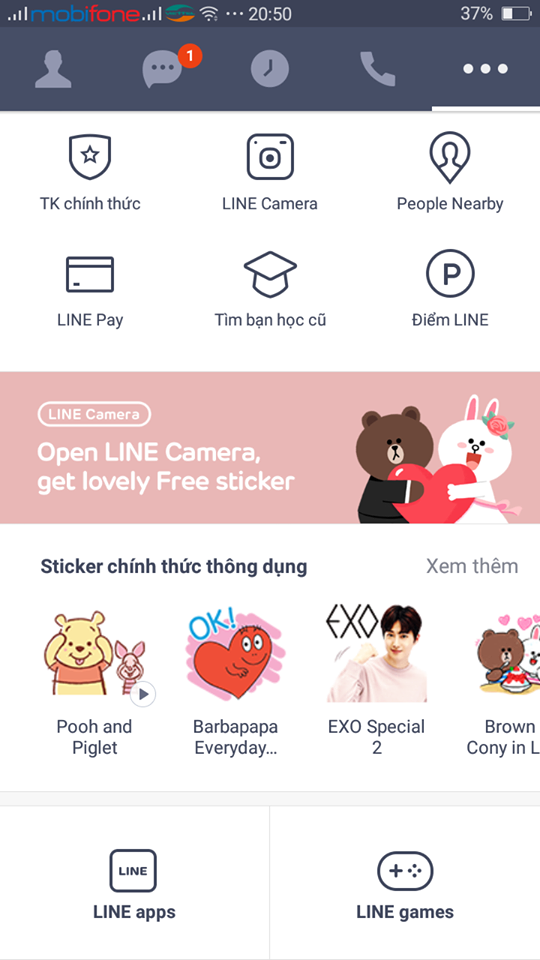 mobifone 20:50 37%
1
TK chính thức LINE Camera People Nearby
P
LINE Pay Tìm bạn học cũ Điểm LINE
LINE Camera
Open LINE Camera,
get lovely Free sticker
Sticker chính thức thông dụng Xem thêm
OK! EXO
Pooh and Piglet
Barbapapa Everyday...
EXO Special 2
Brown
Cony in L
LINE
LINE apps LINE games